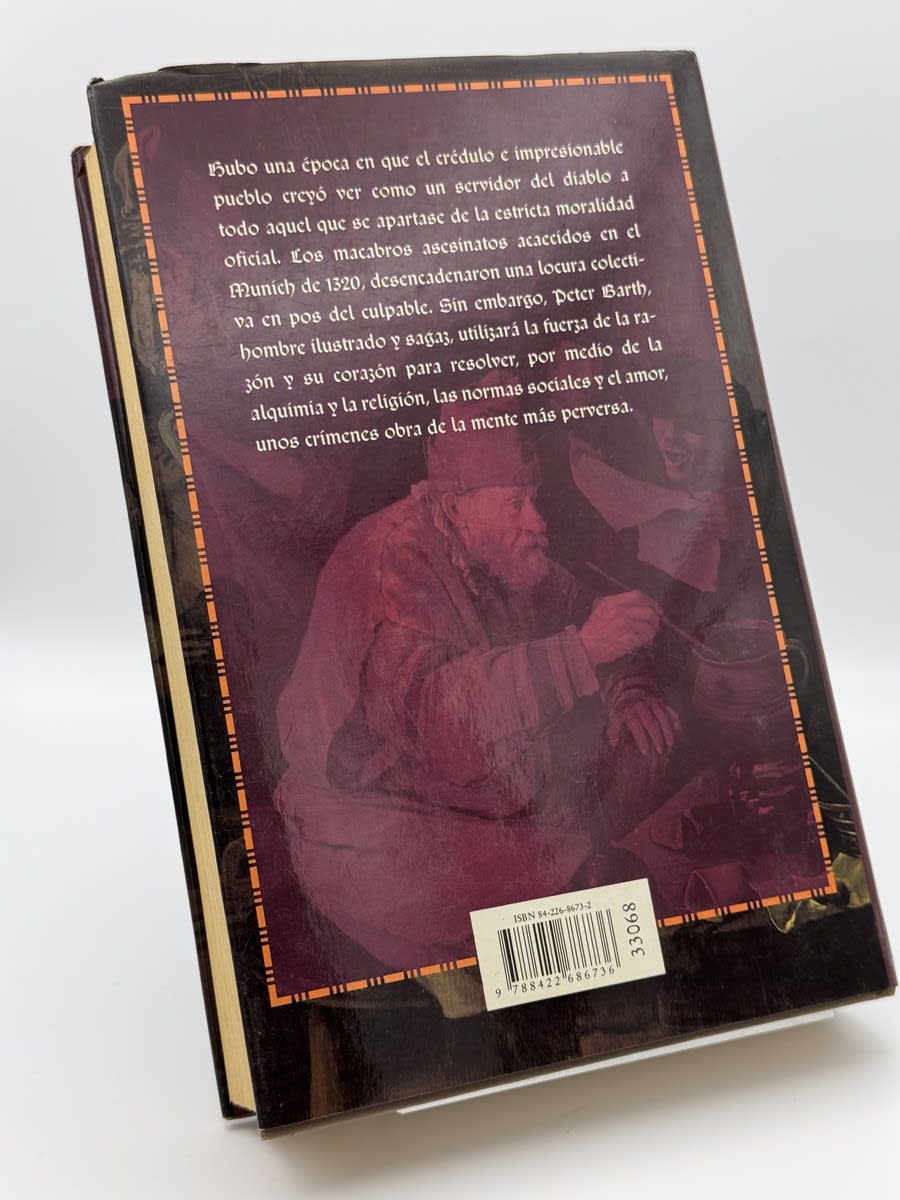 Hubo una época en que el crédulo e impresionable
pueblo creyó ver como un servidor del diablo a
todo aquel que se apartase de la estricta moralidad
oficial. Los macabros asesinatos acaecidos en el
Munich de 1320, desencadenaron una locura colecti-
va en pos del culpable. Sin embargo, Peter Barth,
hombre ilustrado y sagaz, utilizará la fuerza de la ra-
zón y su corazón para resolver, por medio de la
alquimia y la religión, las normas sociales y el amor,
unos crímenes obra de la mente más perversa.
ISBN 84-226-8673-2
9 788422 686736
33068